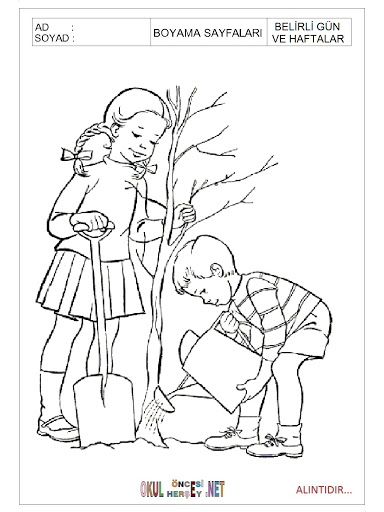 AD :
SOYAD :
BOYAMA SAYFALARI
BELİRLİ GÜN
VE HAFTALAR
OKUL ÖNCESİ HERŞEY .NET
ALINTIDIR...